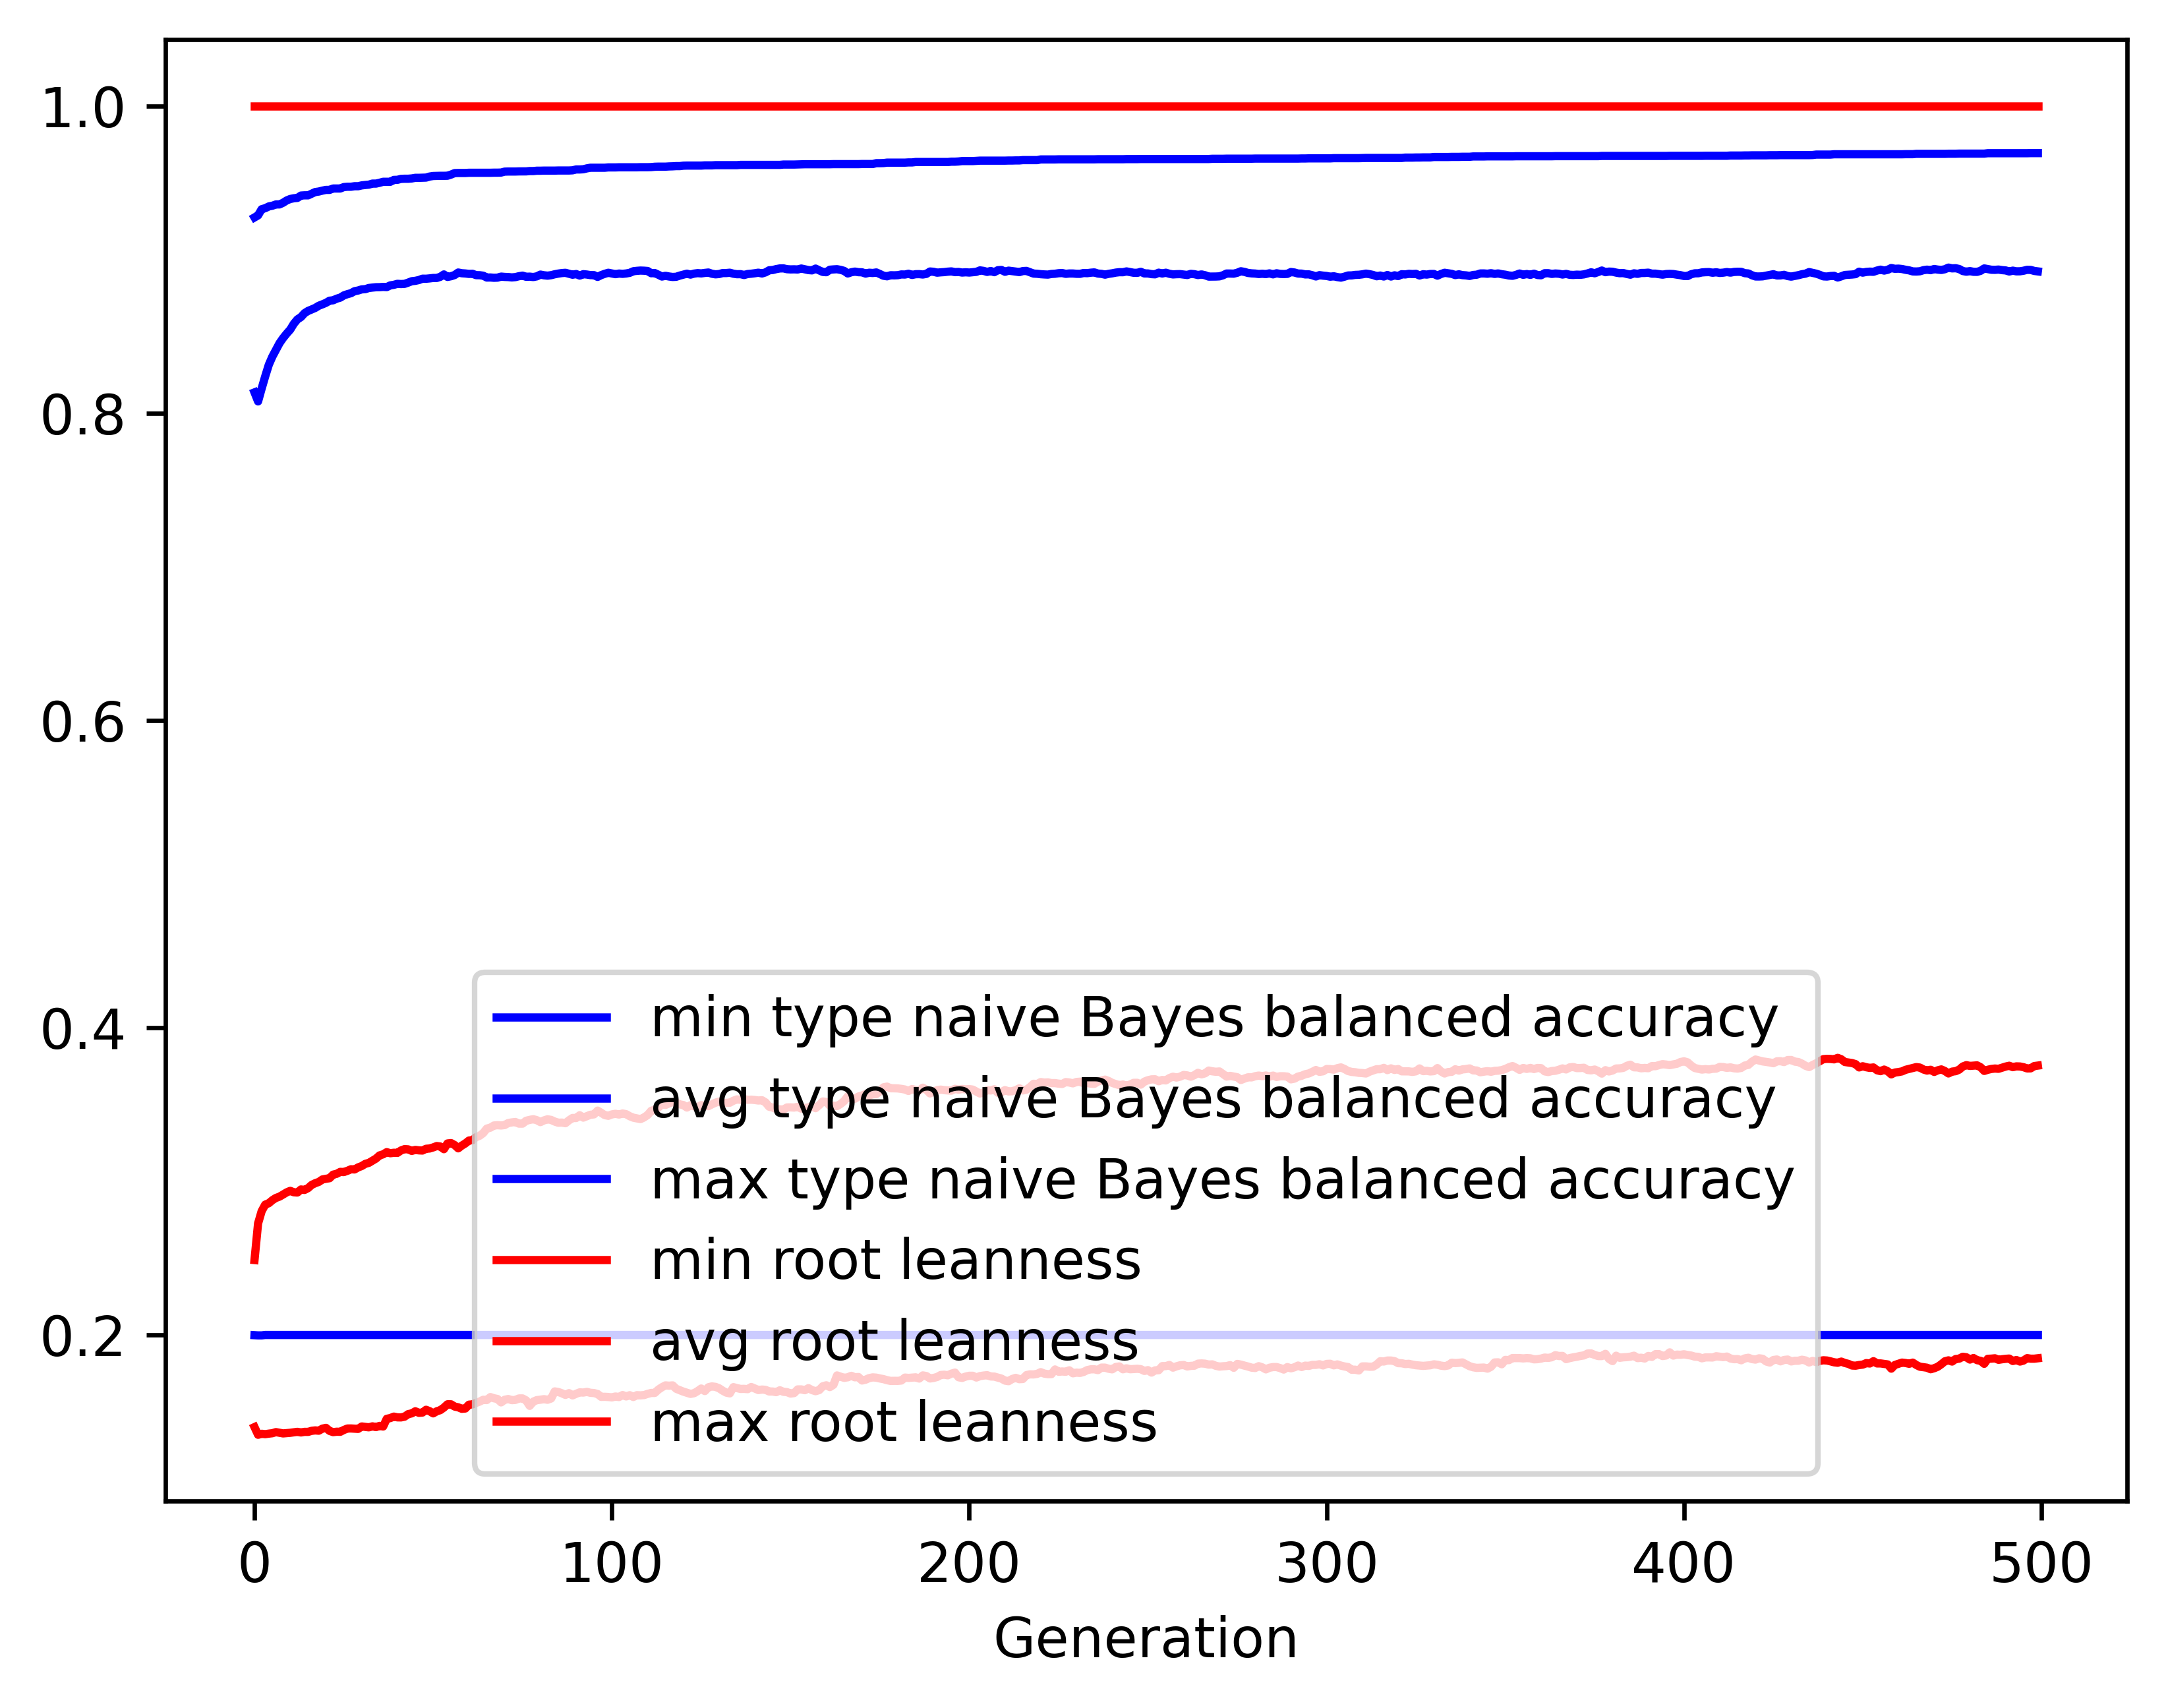 1.0
0.8
0.6
0.4
0.2
min type naive Bayes balanced accuracy
avg type naive Bayes balanced accuracy
max type naive Bayes balanced accuracy
min root leanness
avg root leanness
max root leanness
0 100 200 300 400 500
Generation